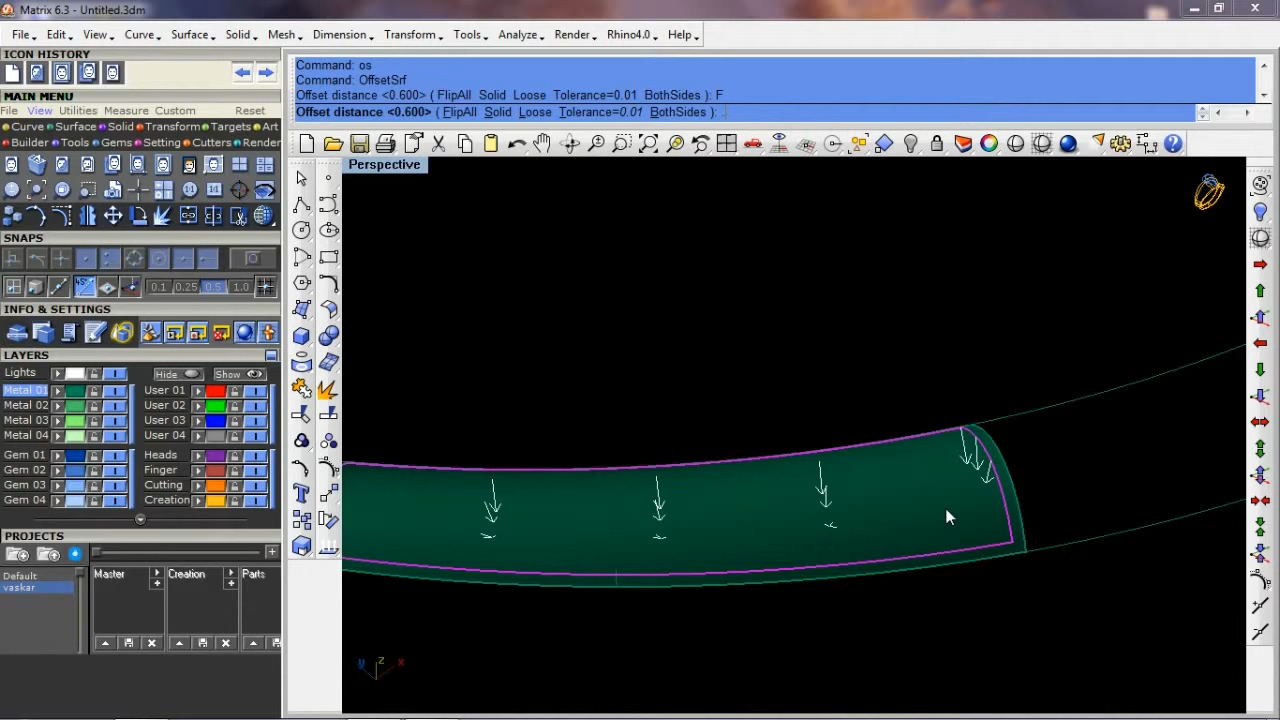 Matrix 6.3 - Untitled.3dm
File Edit View Curve Surface Solid Mesh Dimension Transform Tools Analyze Render Rhino4.0 Help
ICON HISTORY
Command: os
Command: OffsetSrf
Offset distance <0.600> ( FlipAll Solid Loose Tolerance=0.01 BothSides ): F
Offset distance <0.600> ( FlipAll Solid Loose Tolerance=0.01 BothSides ):
MAIN MENU
File View Utilities Measure Custom Reset
Curve Surface Solid Transform Targets Art
Builder Tools Gems Setting Cutters Rendering
Perspective
SNAPS
45°
0.1 0.25 0.5 1.0
INFO & SETTINGS
LAYERS
Lights Hide Show
Metal 01 User 01
Metal 02 User 02
Metal 03 User 03
Metal 04 User 04
Gem 01 Heads
Gem 02 Finger
Gem 03 Cutting
Gem 04 Creation
PROJECTS
Default
vaskar
Master Creation Parts
z
y x